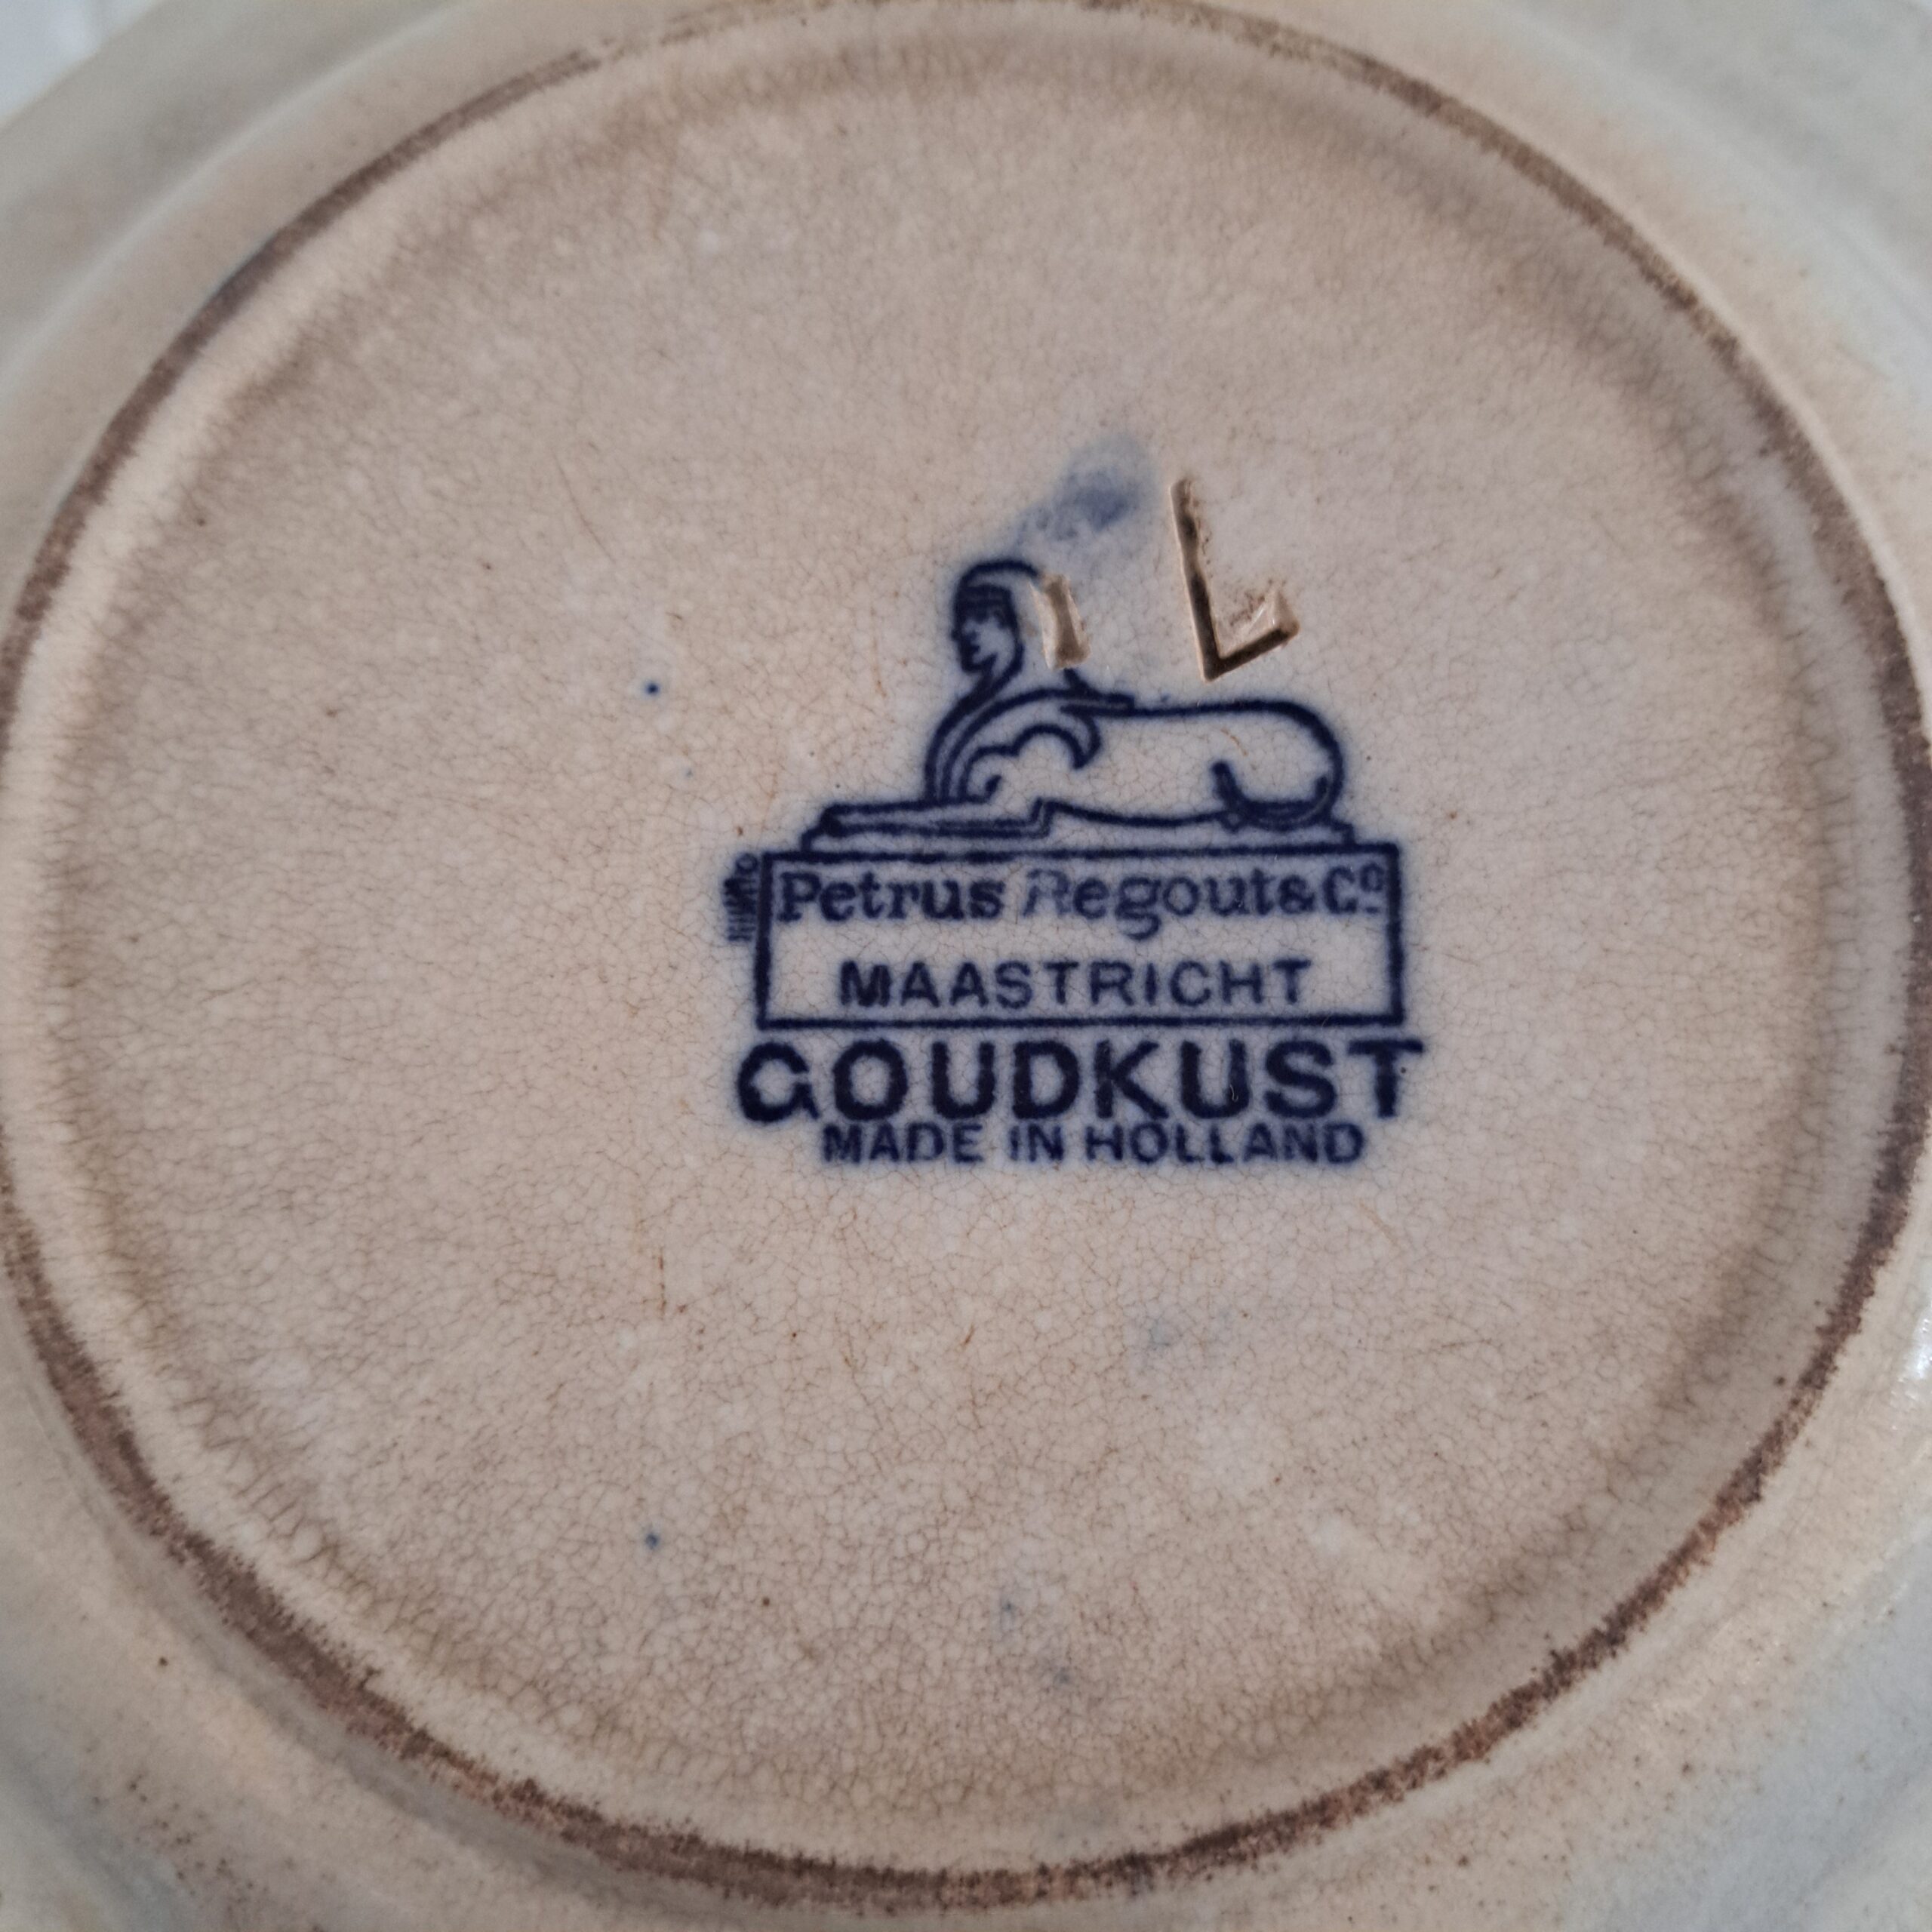 L
Petrus Regout & Cº
MAASTRICHT
GOUDKUST
MADE IN HOLLAND